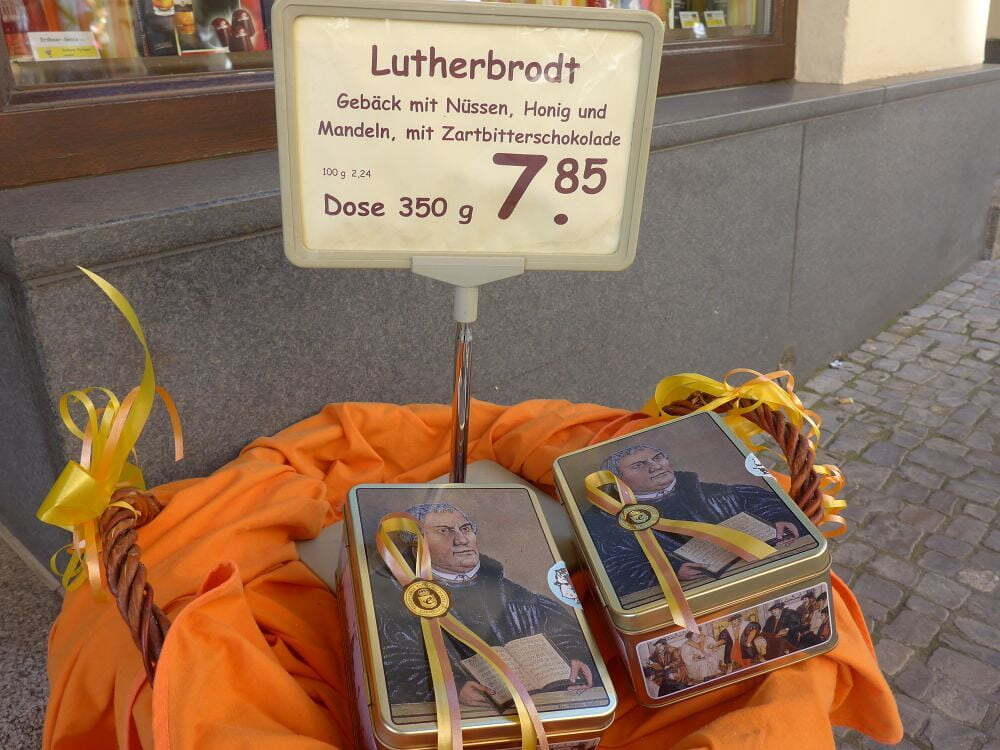 Lutherbrodt
Gebäck mit Nüssen, Honig und
Mandeln, mit Zartbitterschokolade
100 g 2,24
Dose 350 g 7.85